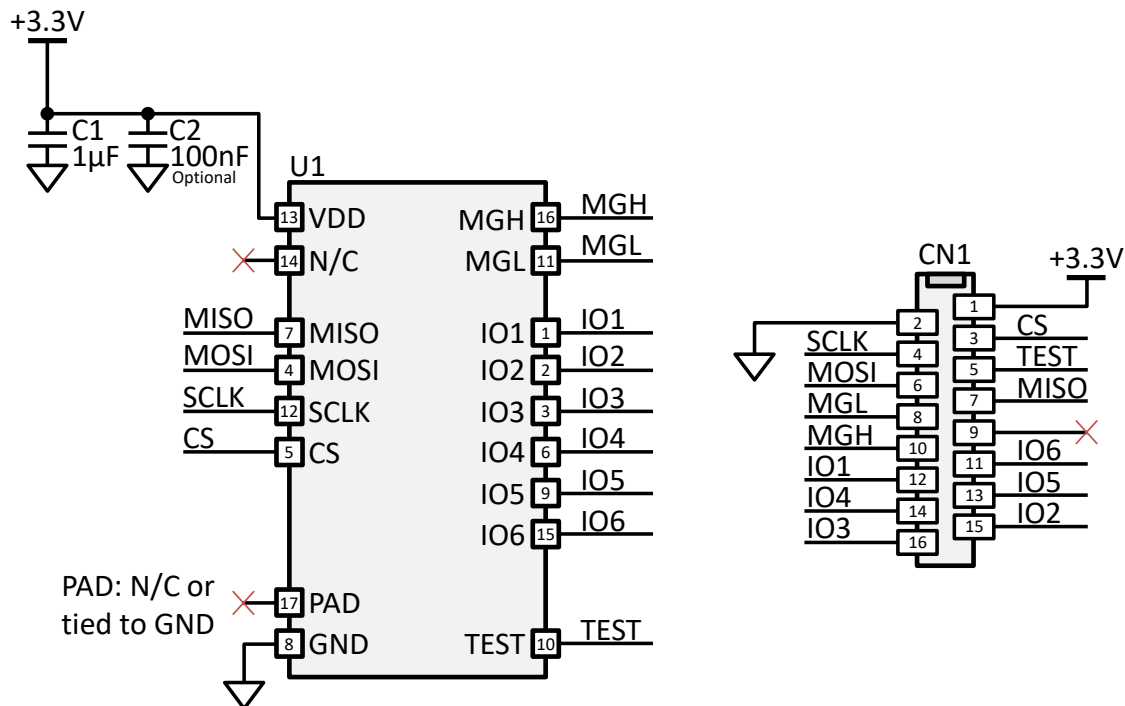 +3.3V
C1
1µF
C2
100nF
Optional
U1
13 VDD
14 N/C
MISO 7 MISO
MOSI 4 MOSI
SCLK 12 SCLK
CS 5 CS
PAD: N/C or
tied to GND
17 PAD
8 GND
MGH 16 MGH
MGL 11 MGL
IO1 1 IO1
IO2 2 IO2
IO3 3 IO3
IO4 6 IO4
IO5 9 IO5
IO6 15 IO6
TEST 10 TEST
CN1
+3.3V
2
SCLK 4
MOSI 6
MGL 8
MGH 10
IO1 12
IO4 14
IO3 16
1
3 CS
5 TEST
7 MISO
9
11 IO6
13 IO5
15 IO2